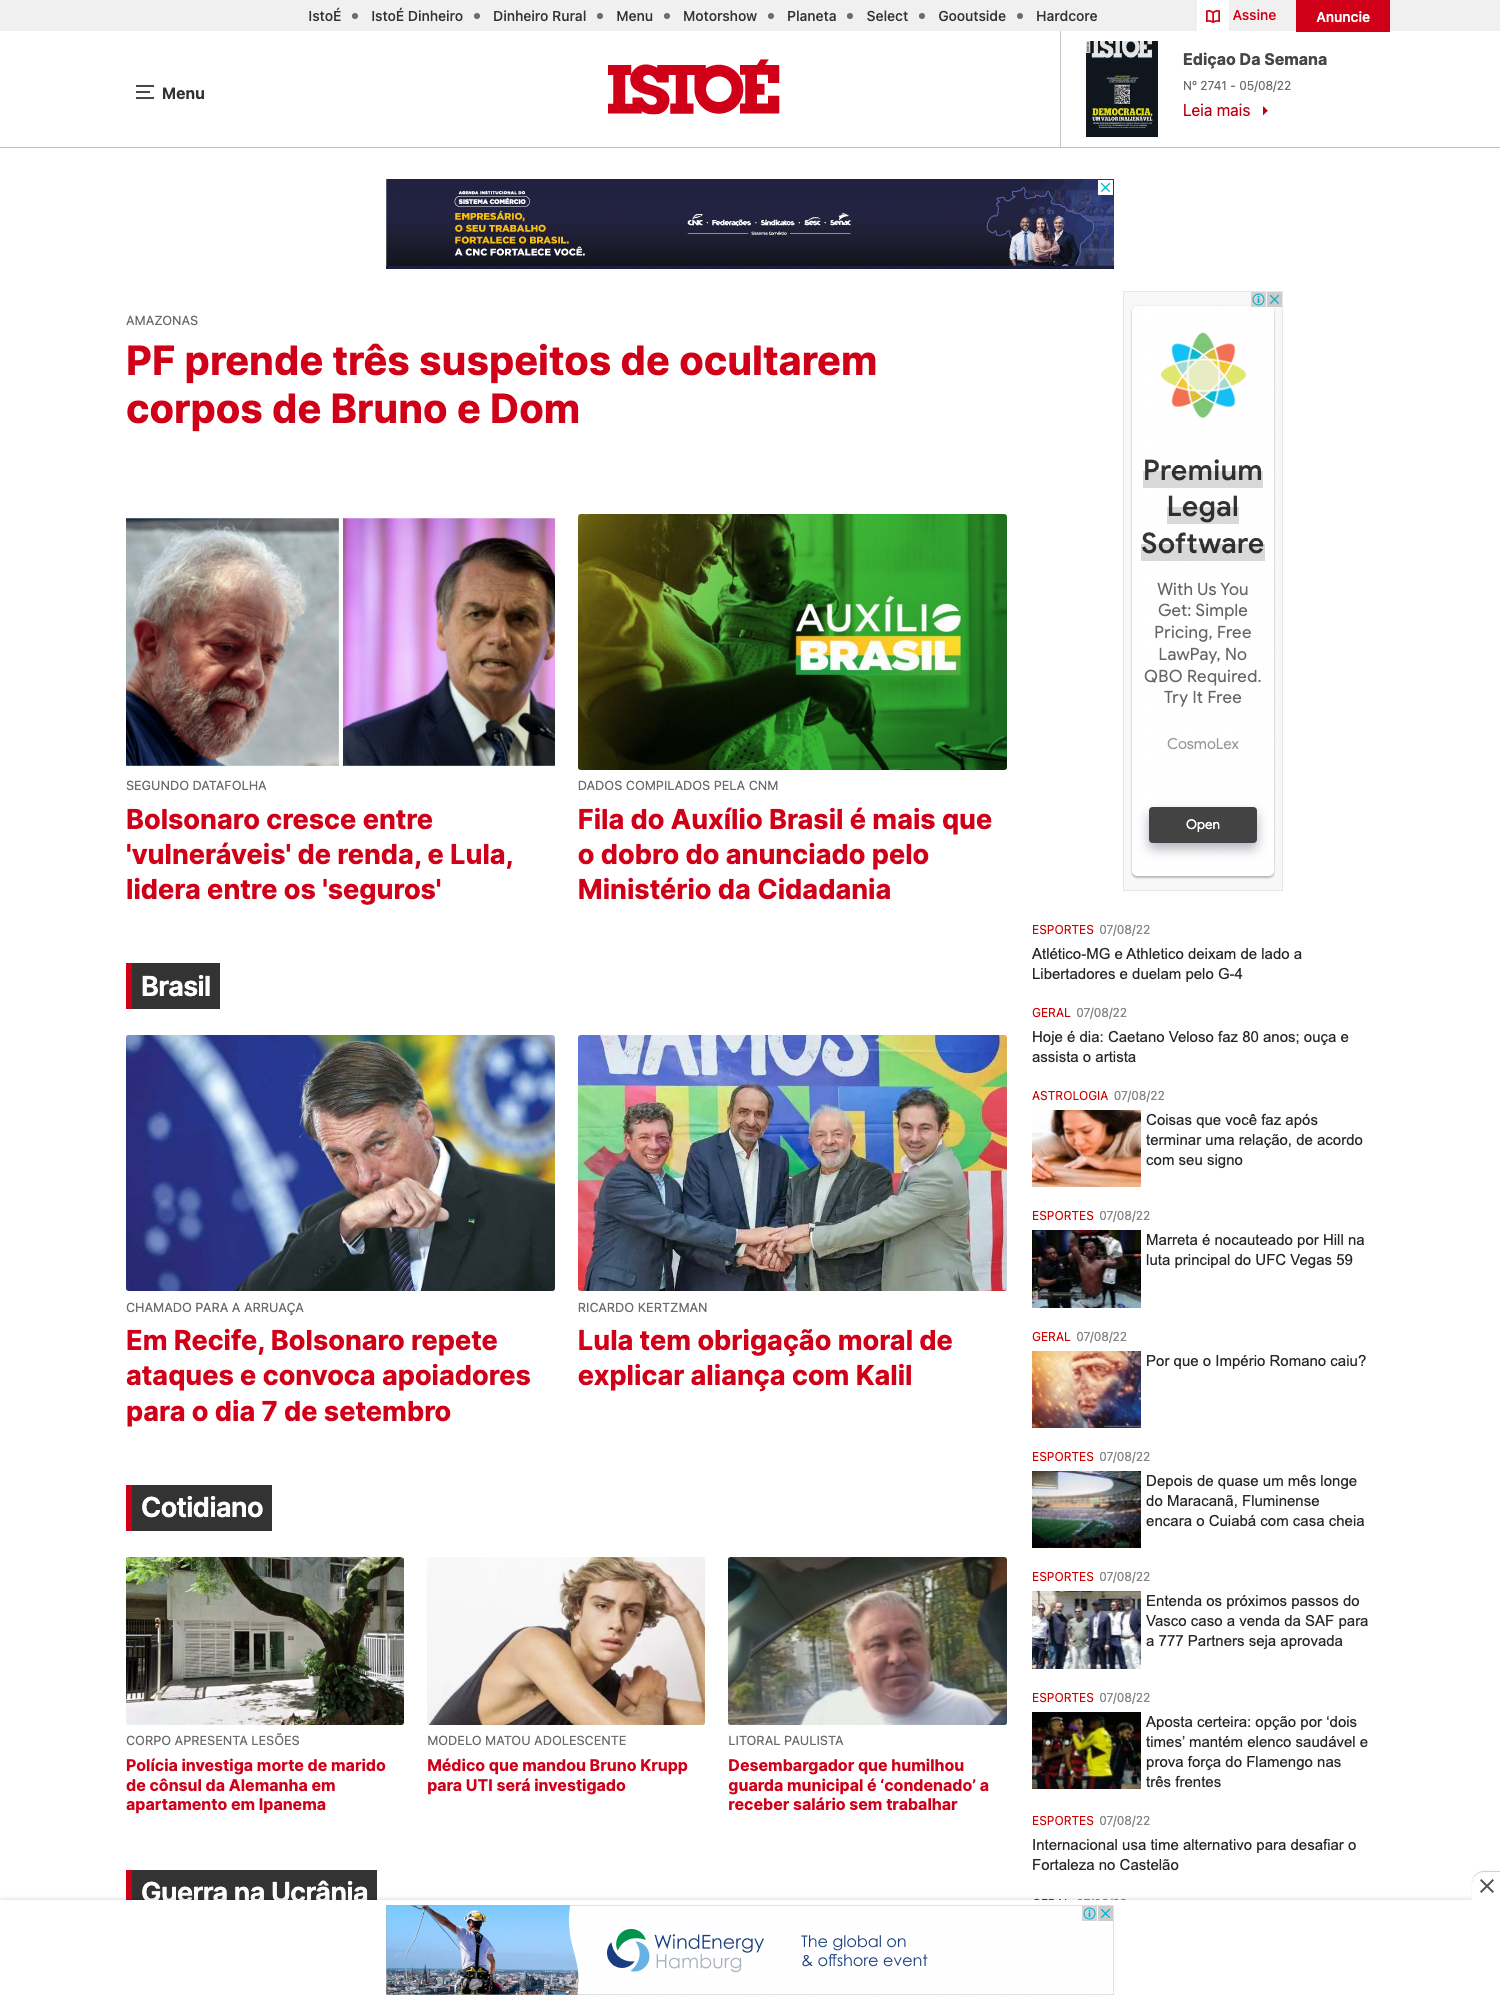 IstoÉ • IstoÉ Dinheiro • Dinheiro Rural • Menu • Motorshow • Planeta • Select • Gooutside • Hardcore
Assine
Anuncie
Menu
ISTOÉ
ISTOÉ
DEMOCRACIA,
UM VALOR INALIENÁVEL
Ediçao Da Semana
Nº 2741 - 05/08/22
Leia mais
AGENDA INSTITUCIONAL DO
SISTEMA COMÉRCIO
EMPRESÁRIO,
O SEU TRABALHO
FORTALECE O BRASIL.
A CNC FORTALECE VOCÊ.
CNC • Federações • Sindicatos • Sesc • Senac
Sistema Comércio
AMAZONAS
PF prende três suspeitos de ocultarem
corpos de Bruno e Dom
Premium
Legal
Software
With Us You
Get: Simple
Pricing, Free
LawPay, No
QBO Required.
Try It Free
CosmoLex
Open
AUXÍLIO
BRASIL
SEGUNDO DATAFOLHA
Bolsonaro cresce entre
'vulneráveis' de renda, e Lula,
lidera entre os 'seguros'
DADOS COMPILADOS PELA CNM
Fila do Auxílio Brasil é mais que
o dobro do anunciado pelo
Ministério da Cidadania
Brasil
VAMOS
CHAMADO PARA A ARRUAÇA
Em Recife, Bolsonaro repete
ataques e convoca apoiadores
para o dia 7 de setembro
RICARDO KERTZMAN
Lula tem obrigação moral de
explicar aliança com Kalil
Cotidiano
CORPO APRESENTA LESÕES
Polícia investiga morte de marido
de cônsul da Alemanha em
apartamento em Ipanema
MODELO MATOU ADOLESCENTE
Médico que mandou Bruno Krupp
para UTI será investigado
LITORAL PAULISTA
Desembargador que humilhou
guarda municipal é ‘condenado’ a
receber salário sem trabalhar
Guerra na Ucrânia
ESPORTES 07/08/22
Atlético-MG e Athletico deixam de lado a
Libertadores e duelam pelo G-4
GERAL 07/08/22
Hoje é dia: Caetano Veloso faz 80 anos; ouça e
assista o artista
ASTROLOGIA 07/08/22
Coisas que você faz após
terminar uma relação, de acordo
com seu signo
ESPORTES 07/08/22
Marreta é nocauteado por Hill na
luta principal do UFC Vegas 59
GERAL 07/08/22
Por que o Império Romano caiu?
ESPORTES 07/08/22
Depois de quase um mês longe
do Maracanã, Fluminense
encara o Cuiabá com casa cheia
ESPORTES 07/08/22
Entenda os próximos passos do
Vasco caso a venda da SAF para
a 777 Partners seja aprovada
ESPORTES 07/08/22
Aposta certeira: opção por ‘dois
times’ mantém elenco saudável e
prova força do Flamengo nas
três frentes
ESPORTES 07/08/22
Internacional usa time alternativo para desafiar o
Fortaleza no Castelão
WindEnergy
Hamburg
The global on
& offshore event